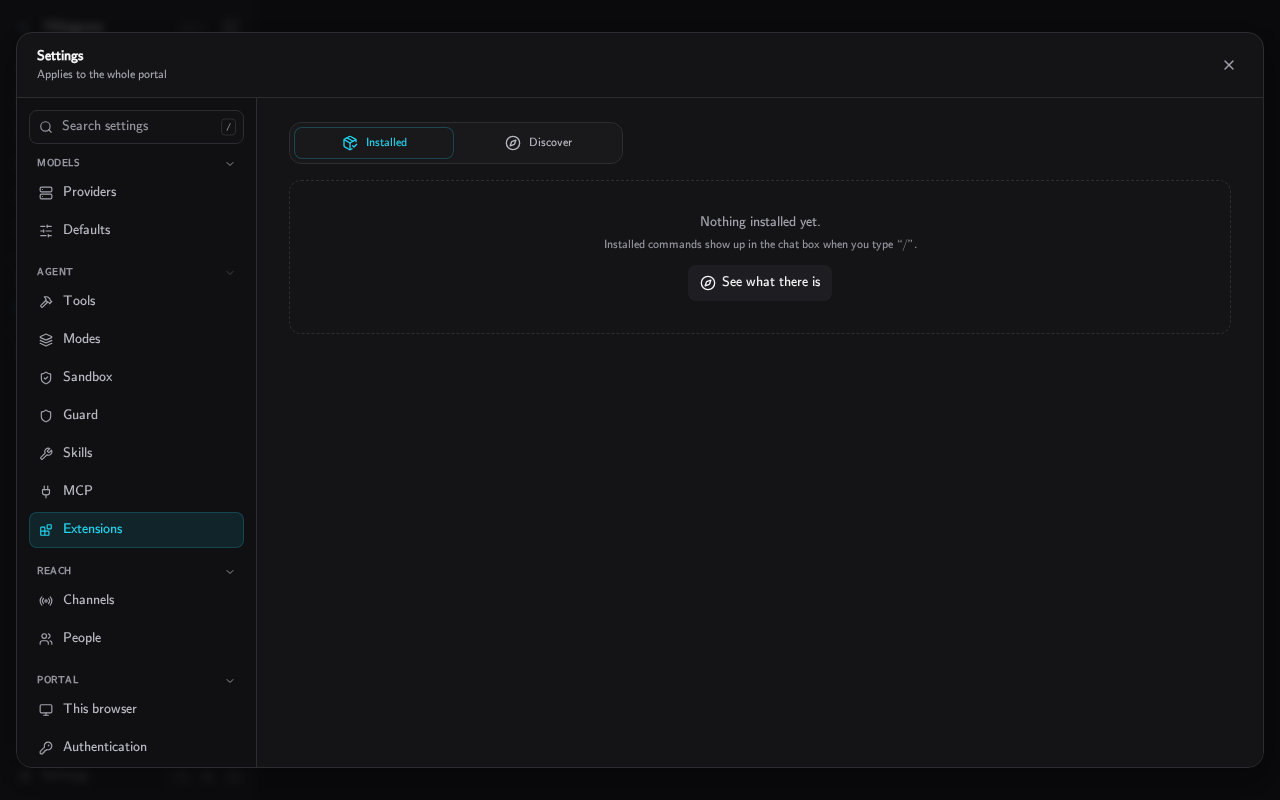 Settings
Applies to the whole portal
Search settings /
MODELS
Providers
Defaults
AGENT
Tools
Modes
Sandbox
Guard
Skills
MCP
Extensions
REACH
Channels
People
PORTAL
This browser
Authentication
Installed
Discover
Nothing installed yet.
Installed commands show up in the chat box when you type “/”.
See what there is